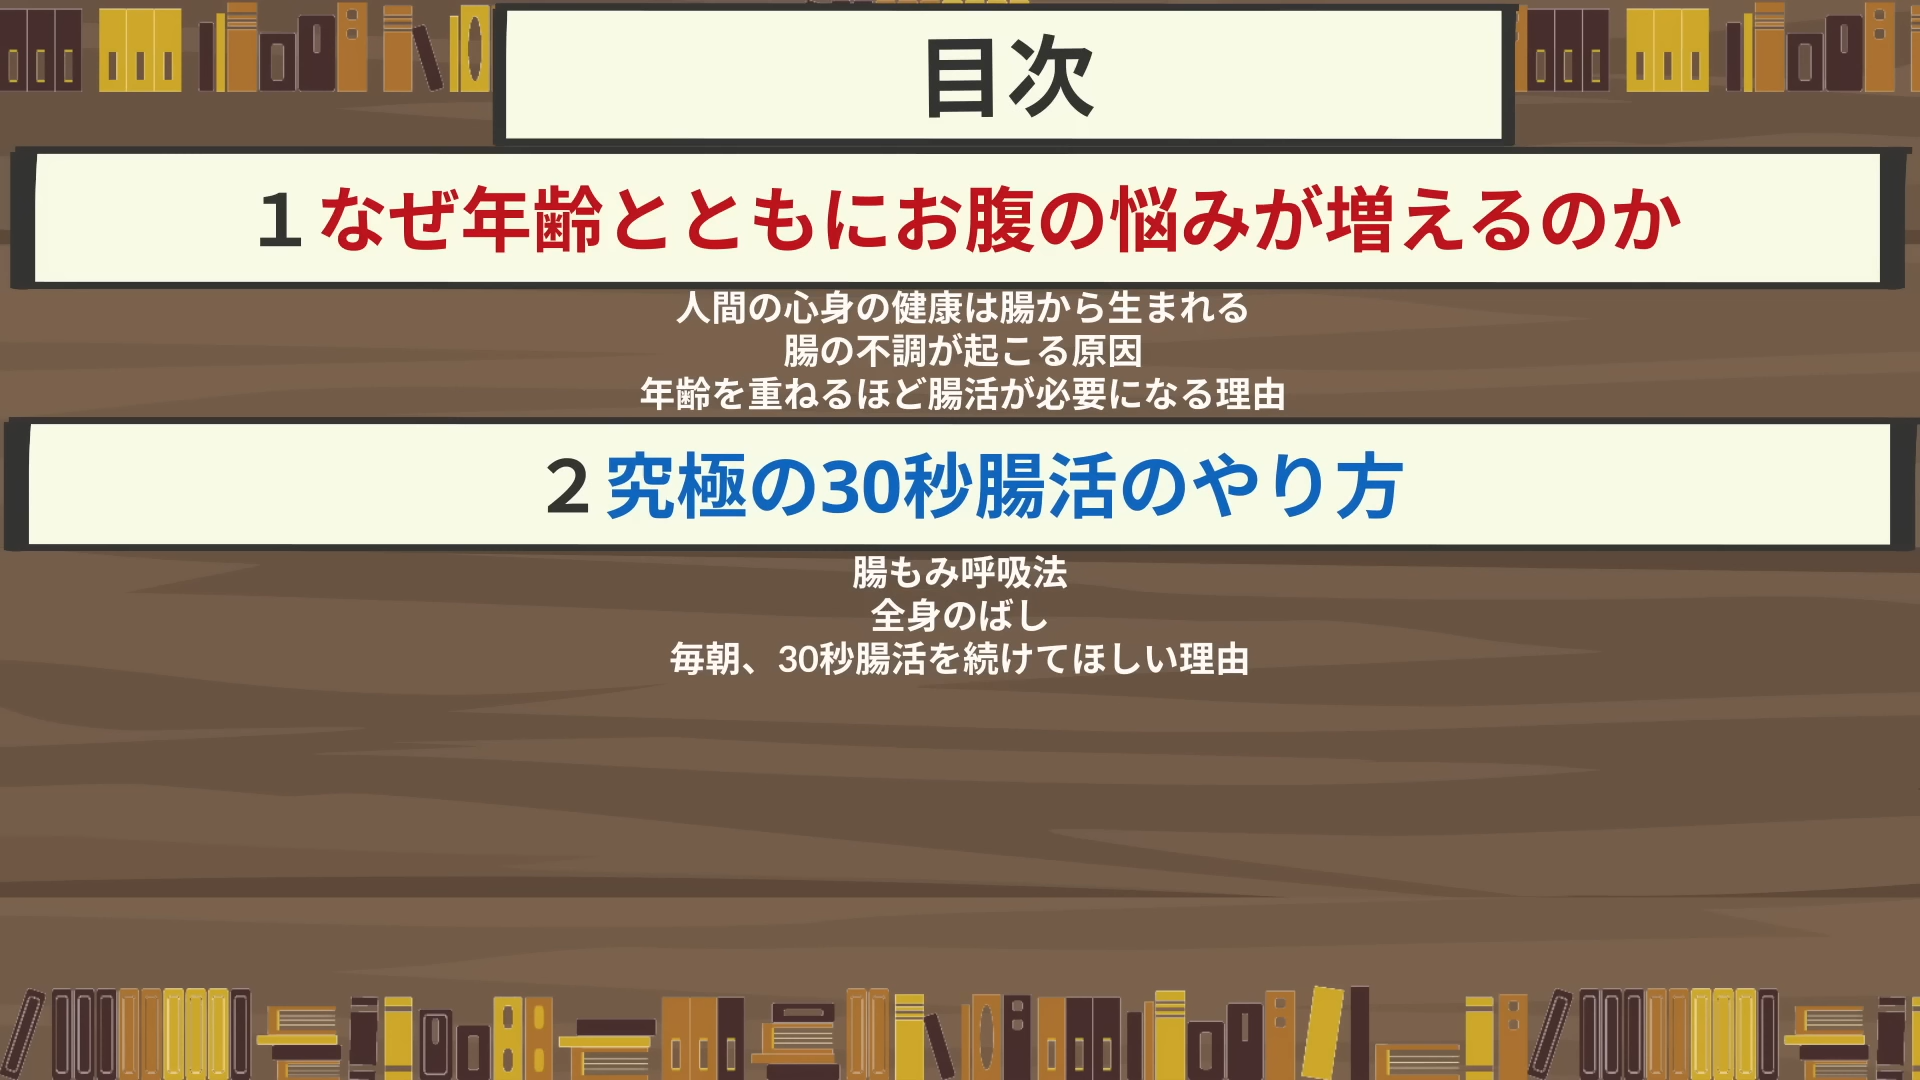 目次
１なぜ年齢とともにお腹の悩みが増えるのか
人間の心身の健康は腸から生まれる
腸の不調が起こる原因
年齢を重ねるほど腸活が必要になる理由
２究極の30秒腸活のやり方
腸もみ呼吸法
全身のばし
毎朝、30秒腸活を続けてほしい理由